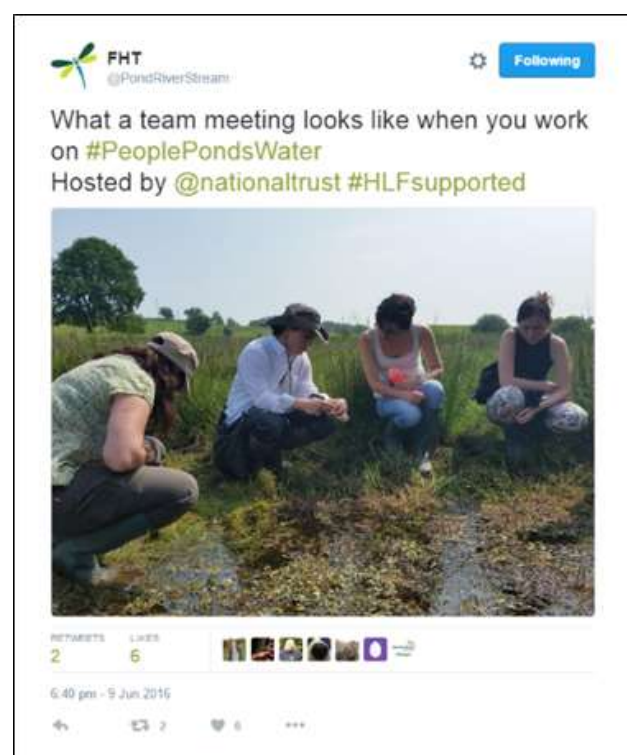 FHT
@PondRiverStream
Following
What a team meeting looks like when you work
on #PeoplePondsWater
Hosted by @nationaltrust #HLFsupported
RETWEETS
LIKES
2
6
6:40 pm - 9 Jun 2016
2
6